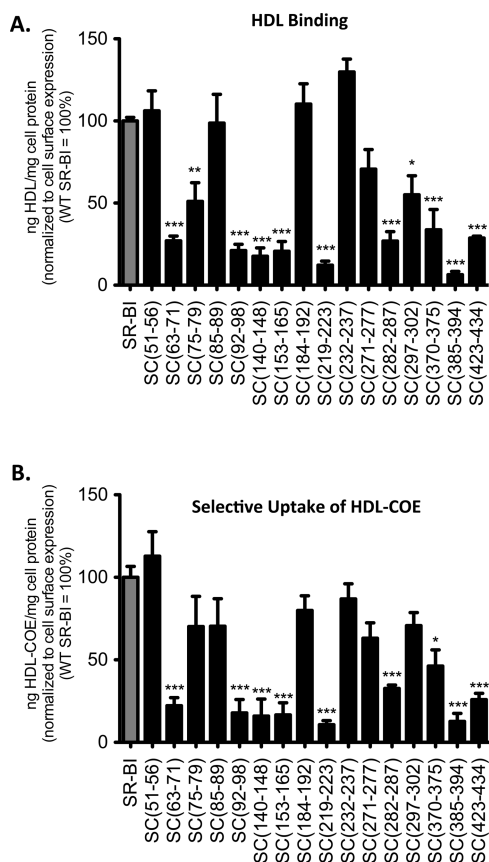 A.
HDL Binding
ng HDL/mg cell protein
(normalized to cell surface expression)
(WT SR-BI = 100%)
150
100
50
0
***
**
***
***
***
***
***
*
***
***
***
SR-BI
SC(51-56)
SC(63-71)
SC(75-79)
SC(85-89)
SC(92-98)
SC(140-148)
SC(153-165)
SC(184-192)
SC(219-223)
SC(232-237)
SC(271-277)
SC(282-287)
SC(297-302)
SC(370-375)
SC(385-394)
SC(423-434)
B.
Selective Uptake of HDL-COE
ng HDL-COE/mg cell protein
(normalized to cell surface expression)
(WT SR-BI = 100%)
150
100
50
0
***
***
***
***
***
***
*
***
***
SR-BI
SC(51-56)
SC(63-71)
SC(75-79)
SC(85-89)
SC(92-98)
SC(140-148)
SC(153-165)
SC(184-192)
SC(219-223)
SC(232-237)
SC(271-277)
SC(282-287)
SC(297-302)
SC(370-375)
SC(385-394)
SC(423-434)